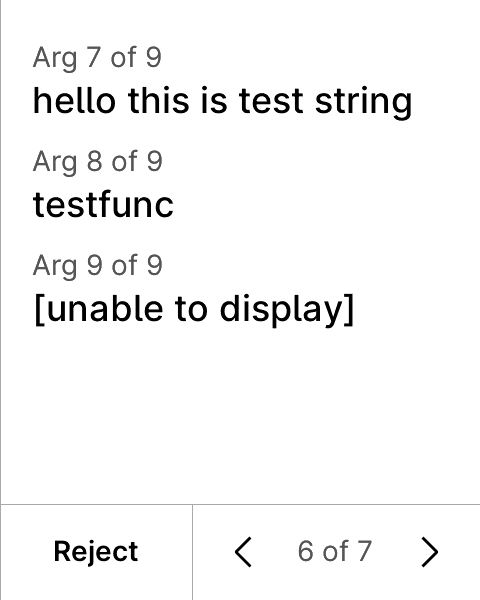 Arg 7 of 9
hello this is test string
Arg 8 of 9
testfunc
Arg 9 of 9
[unable to display]
Reject
6 of 7